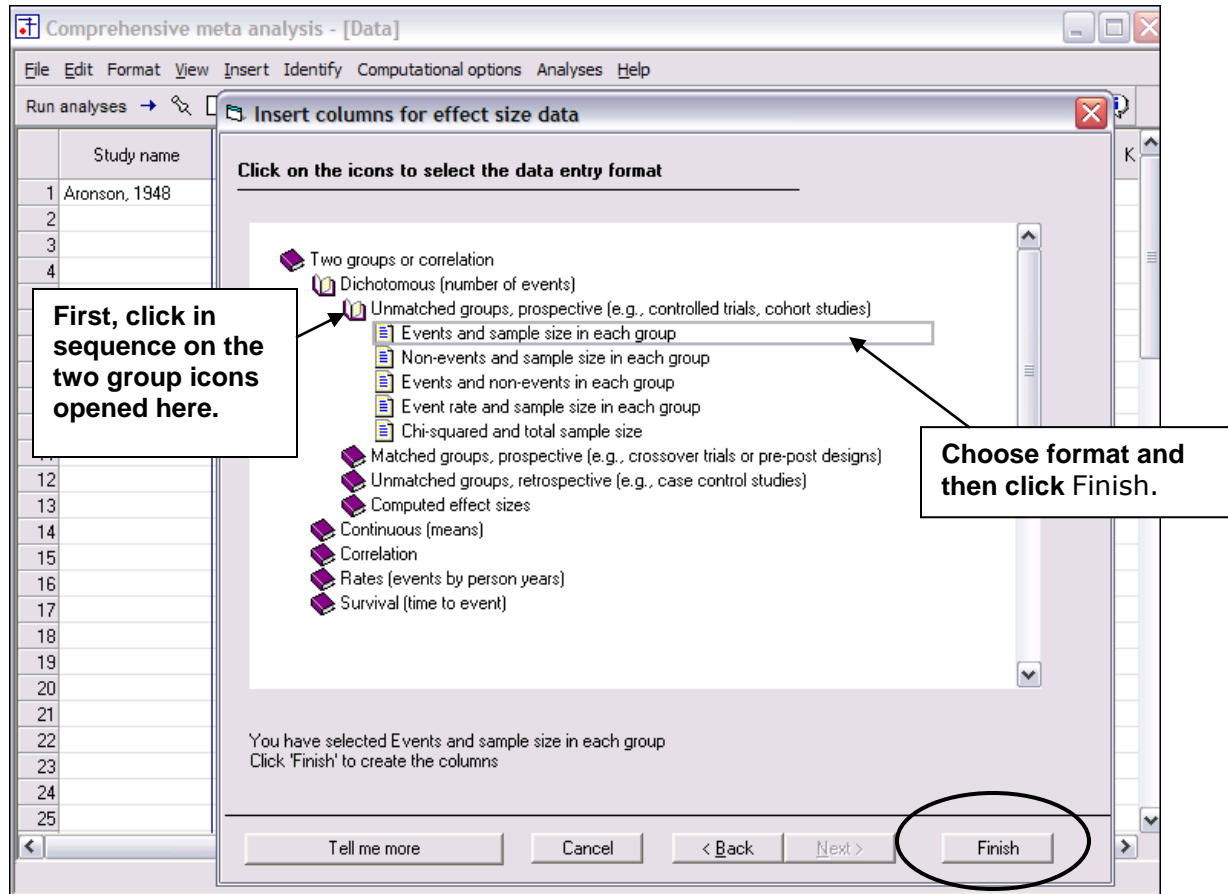 Comprehensive meta analysis - [Data]
File Edit Format View Insert Identify Computational options Analyses Help
Run analyses
Insert columns for effect size data
Study name
K
Click on the icons to select the data entry format
1 Aronson, 1948
2
3
4
Two groups or correlation
Dichotomous (number of events)
Unmatched groups, prospective (e.g., controlled trials, cohort studies)
Events and sample size in each group
Non-events and sample size in each group
Events and non-events in each group
Event rate and sample size in each group
Chi-squared and total sample size
Matched groups, prospective (e.g., crossover trials or pre-post designs)
Unmatched groups, retrospective (e.g., case control studies)
Computed effect sizes
Continuous (means)
Correlation
Rates (events by person years)
Survival (time to event)
First, click in
sequence on the
two group icons
opened here.
Choose format and
then click Finish.
12
13
14
15
16
17
18
19
20
21
22
23
24
25
You have selected Events and sample size in each group
Click 'Finish' to create the columns
Tell me more
Cancel
< Back
Next >
Finish